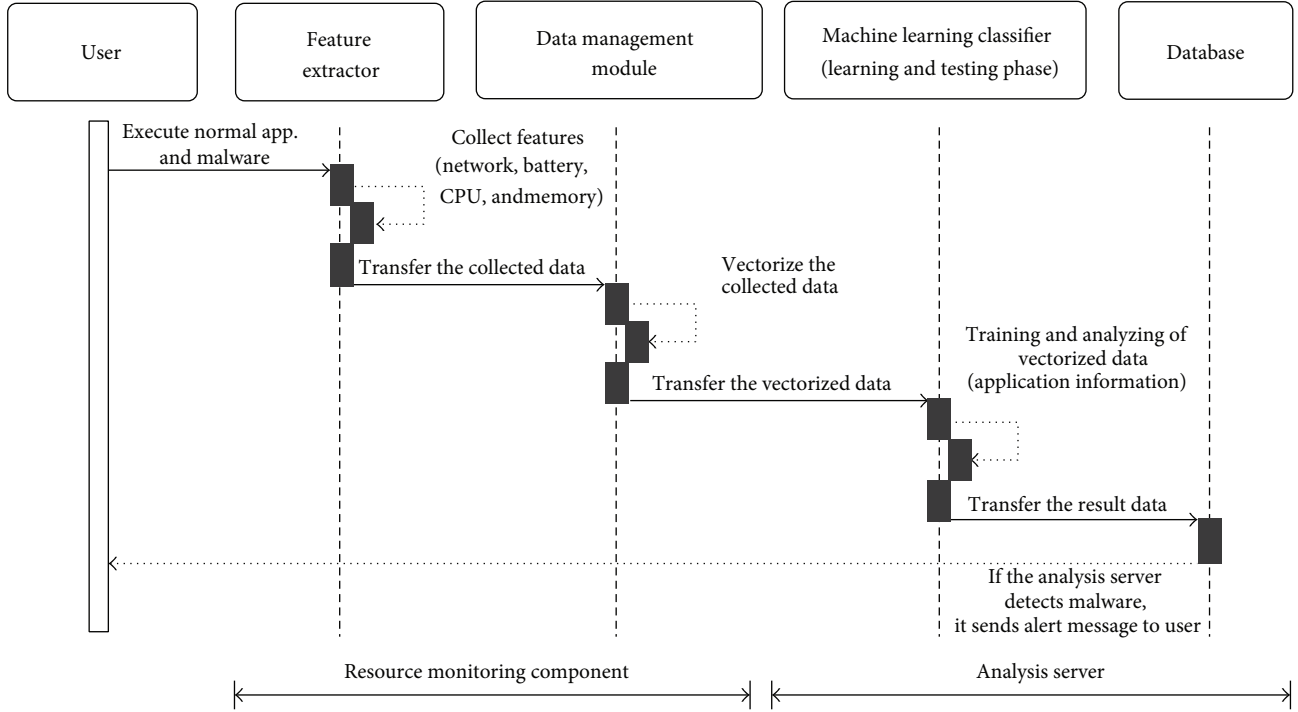 User
Feature
extractor
Data management
module
Machine learning classifier
(learning and testing phase)
Database
Execute normal app.
and malware
Collect features
(network, battery,
CPU, andmemory)
Transfer the collected data
Vectorize the
collected data
Transfer the vectorized data
Training and analyzing of
vectorized data
(application information)
Transfer the result data
If the analysis server
detects malware,
it sends alert message to user
Resource monitoring component
Analysis server